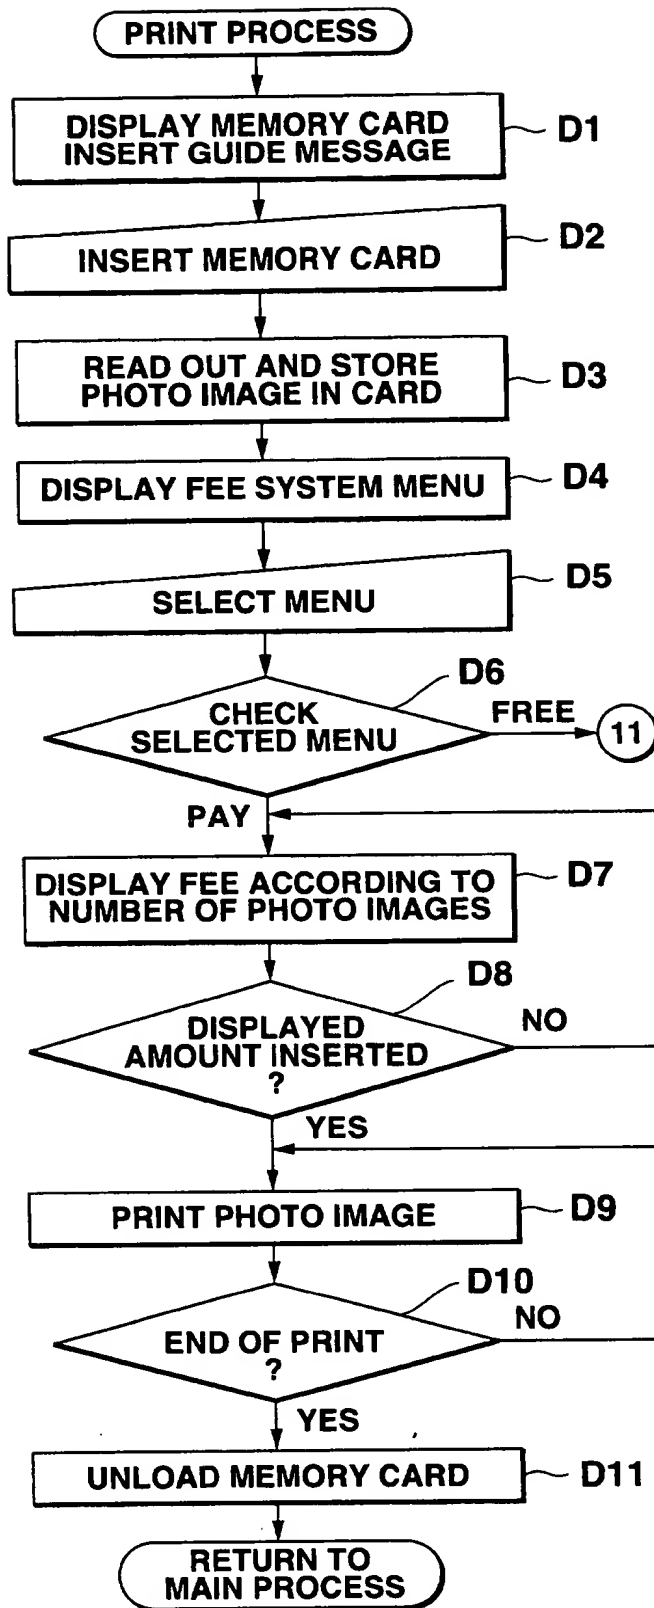 PRINT PROCESS
DISPLAY MEMORY CARD
INSERT GUIDE MESSAGE
D1
INSERT MEMORY CARD
D2
READ OUT AND STORE
PHOTO IMAGE IN CARD
D3
DISPLAY FEE SYSTEM MENU
D4
SELECT MENU
D5
D6
CHECK
SELECTED MENU
FREE
11
PAY
DISPLAY FEE ACCORDING TO
NUMBER OF PHOTO IMAGES
D7
D8
DISPLAYED
AMOUNT INSERTED
?
NO
YES
PRINT PHOTO IMAGE
D9
D10
END OF PRINT
?
NO
YES
UNLOAD MEMORY CARD
D11
RETURN TO
MAIN PROCESS